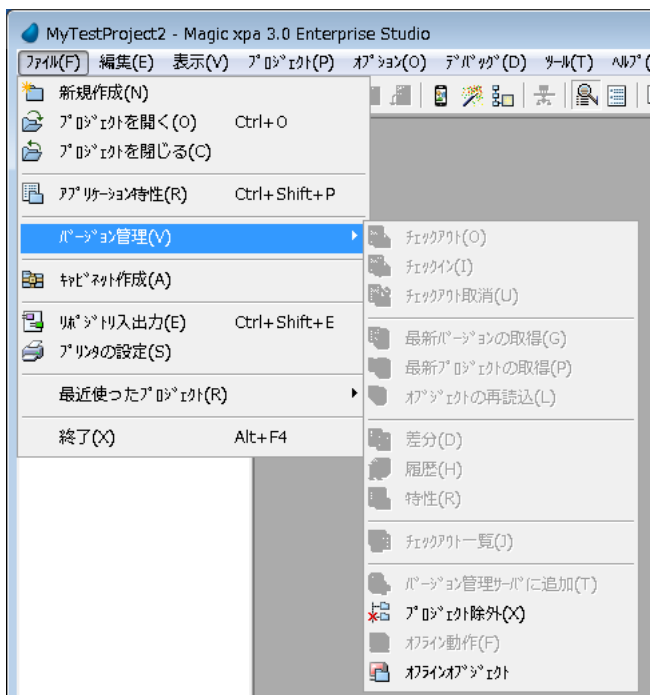 MyTestProject2 - Magic xpa 3.0 Enterprise Studio
ﾌｧｲﾙ(F) 編集(E) 表示(V) ﾌﾟﾛｼﾞｪｸﾄ(P) ｵﾌﾟｼｮﾝ(O) ﾃﾞﾊﾞｯｸﾞ(D) ﾂｰﾙ(T) ﾍﾙﾌﾟ(
新規作成(N)
ﾌﾟﾛｼﾞｪｸﾄを開く(O) Ctrl+O
ﾌﾟﾛｼﾞｪｸﾄを閉じる(C)
ｱﾌﾟﾘｹｰｼｮﾝ特性(R) Ctrl+Shift+P
ﾊﾞｰｼﾞｮﾝ管理(V)
ｷｬﾋﾞﾈｯﾄ作成(A)
ﾘﾎﾟｼﾞﾄﾘ入出力(E) Ctrl+Shift+E
ﾌﾟﾘﾝﾀの設定(S)
最近使ったﾌﾟﾛｼﾞｪｸﾄ(R)
終了(X) Alt+F4
ﾁｪｯｸｱｳﾄ(O)
ﾁｪｯｸｲﾝ(I)
ﾁｪｯｸｱｳﾄ取消(U)
最新ﾊﾞｰｼﾞｮﾝの取得(G)
最新ﾌﾟﾛｼﾞｪｸﾄの取得(P)
ｵﾌﾞｼﾞｪｸﾄの再読込(L)
差分(D)
履歴(H)
特性(R)
ﾁｪｯｸｱｳﾄ一覧(J)
ﾊﾞｰｼﾞｮﾝ管理ｻｰﾊﾞに追加(T)
ﾌﾟﾛｼﾞｪｸﾄ除外(X)
ｵﾌﾗｲﾝ動作(F)
ｵﾌﾗｲﾝｵﾌﾞｼﾞｪｸﾄ